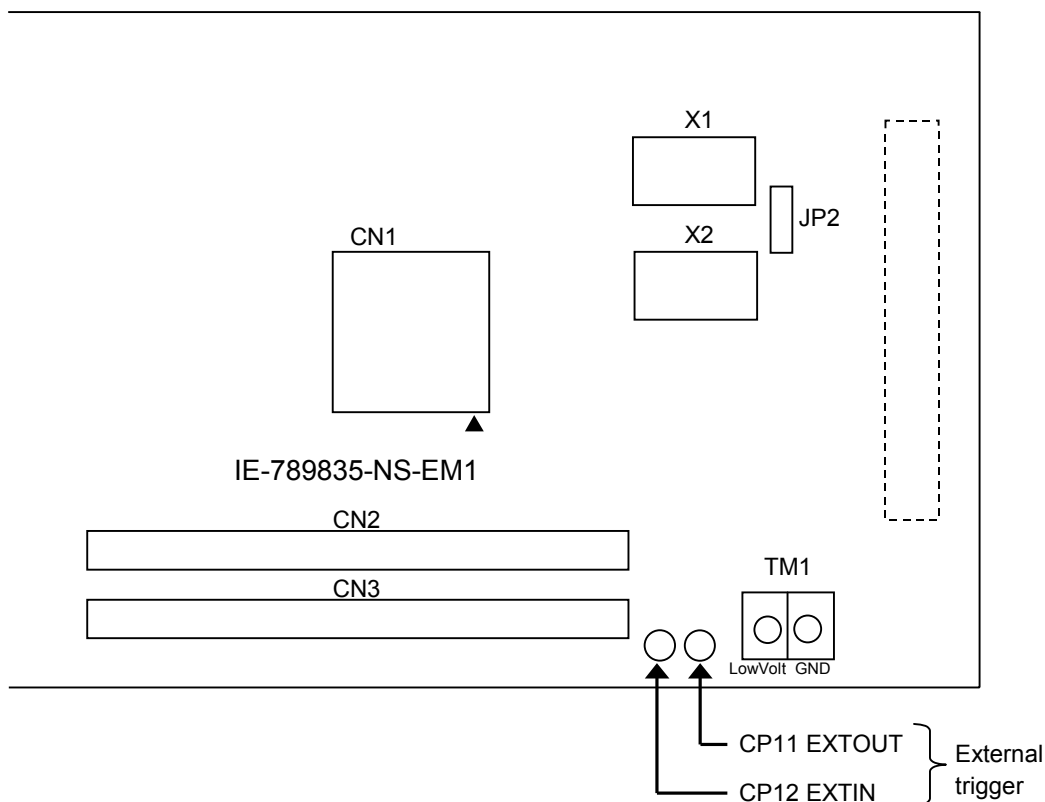 X1
JP2
CN1
X2
IE-789835-NS-EM1
CN2
TM1
CN3
LowVolt GND
CP11 EXTOUT
CP12 EXTIN
External
trigger